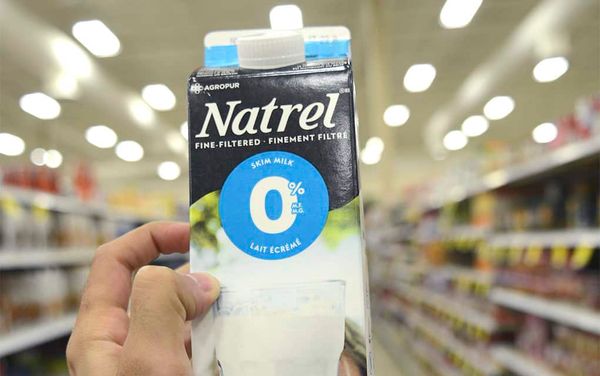 AGROPUR
Natrel
FINE-FILTERED · FINEMENT FILTRÉ
SKIM MILK
0%
M.F.
M.G.
LAIT ÉCRÉMÉ